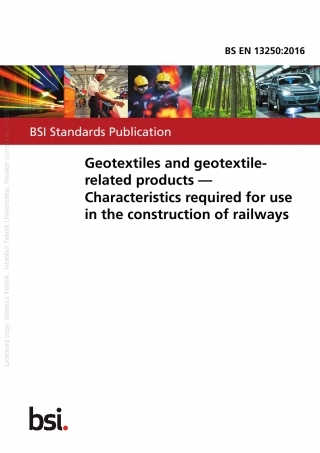 BS EN 13250:2016
BSI Standards Publication
Geotextiles and geotextile-
related products —
Characteristics required for use
in the construction of railways
bsi.